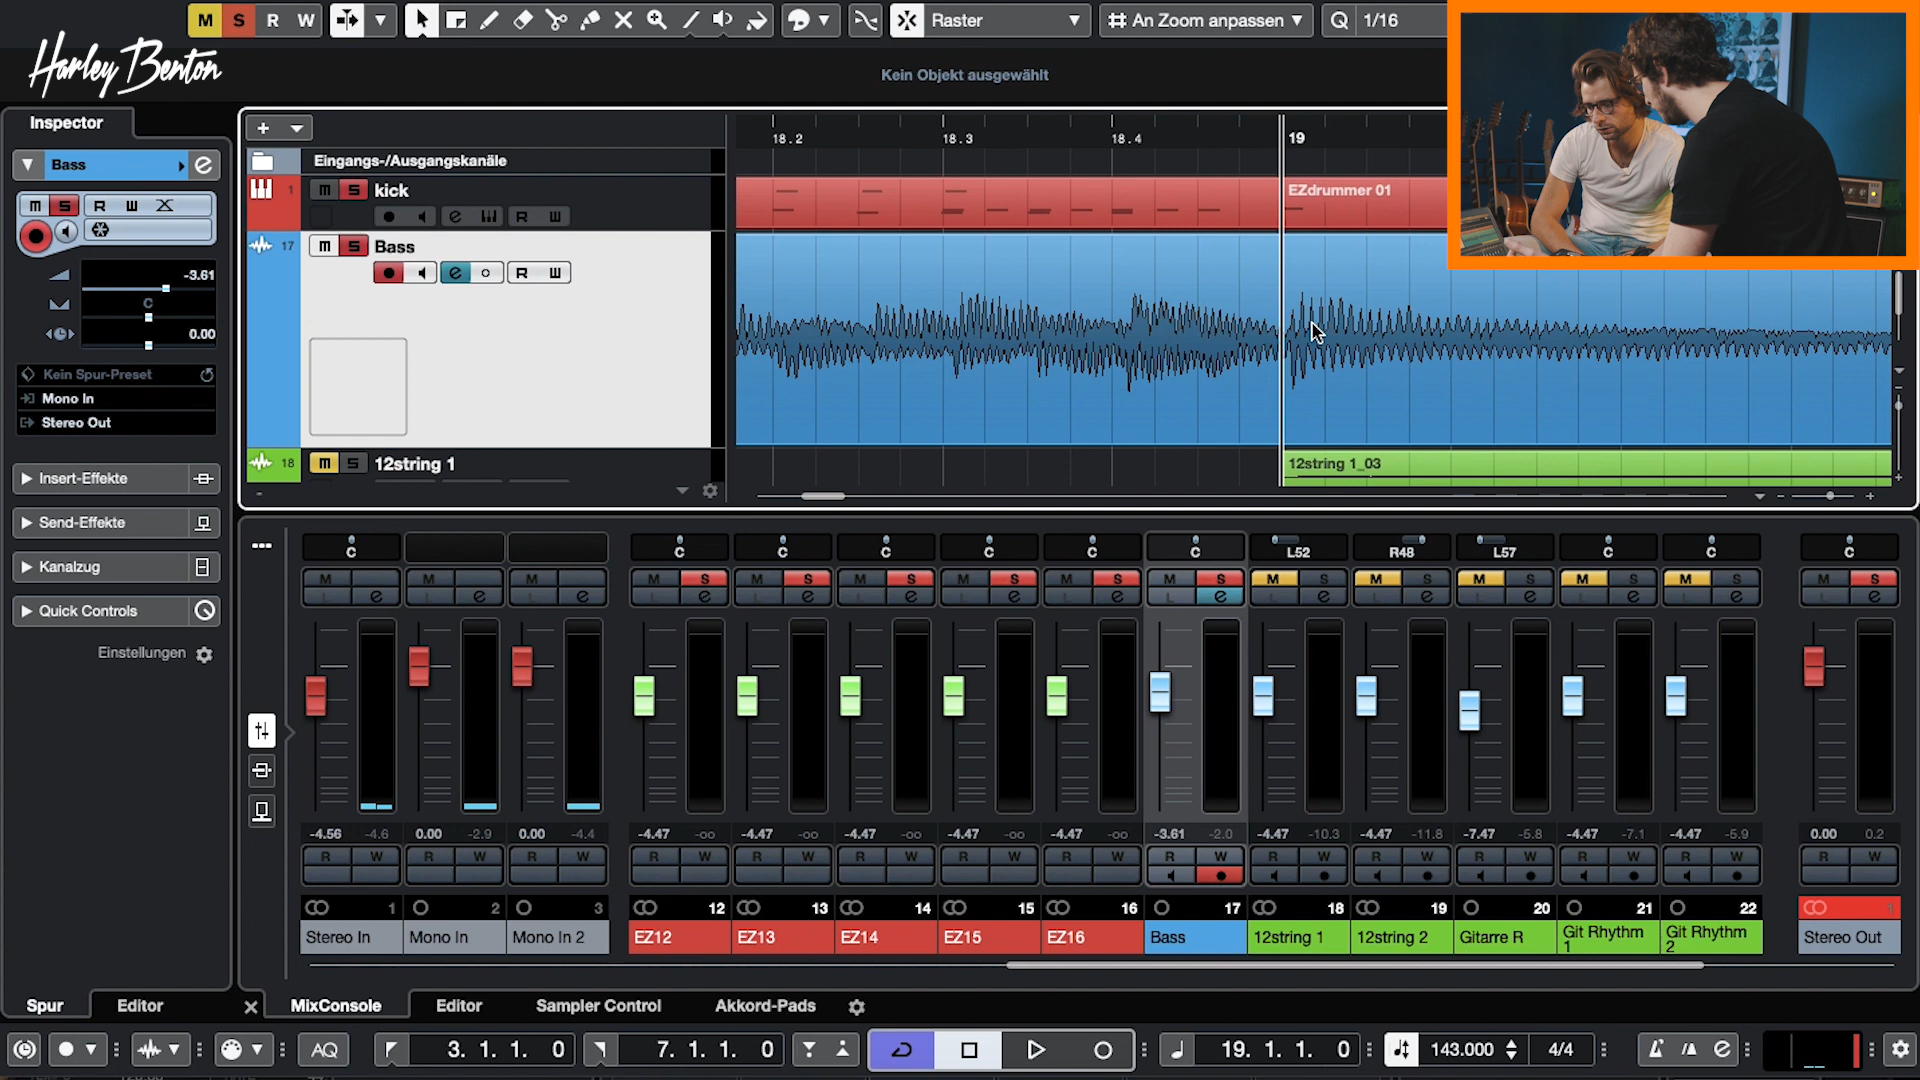 M S R W Raster An Zoom anpassen Q 1/16
Harley Benton
Kein Objekt ausgewählt
Inspector
Bass
M S R W
-3.61
C
0.00
Kein Spur-Preset
Mono In
Stereo Out
Insert-Effekte
Send-Effekte
Kanalzug
Quick Controls
Einstellungen
18.2 18.3 18.4 19
Eingangs-/Ausgangskanäle
1 M S kick
R W
EZdrummer 01
17 M S Bass
R W
18 M S 12string 1
12string 1_03
C C C C C C C L52 R48 L57 C C C
M M M M S M S M S M S M S M S M S M S M S M S M S M S
-4.56 -4.6 0.00 -2.9 0.00 -4.4 -4.47 -oo -4.47 -oo -4.47 -oo -4.47 -oo -4.47 -oo -3.61 -2.0 -4.47 -10.3 -4.47 -11.8 -7.47 -5.8 -4.47 -7.1 -4.47 -5.9 0.00 0.2
R W R W R W R W R W R W R W R W R W R W R W R W R W R W R W
1 2 3 12 13 14 15 16 17 18 19 20 21 22 1
Stereo In Mono In Mono In 2 EZ12 EZ13 EZ14 EZ15 EZ16 Bass 12string 1 12string 2 Gitarre R Git Rhythm 1 Git Rhythm 2 Stereo Out
Spur Editor MixConsole Editor Sampler Control Akkord-Pads
AQ 3. 1. 1. 0 7. 1. 1. 0 19. 1. 1. 0 143.000 4/4